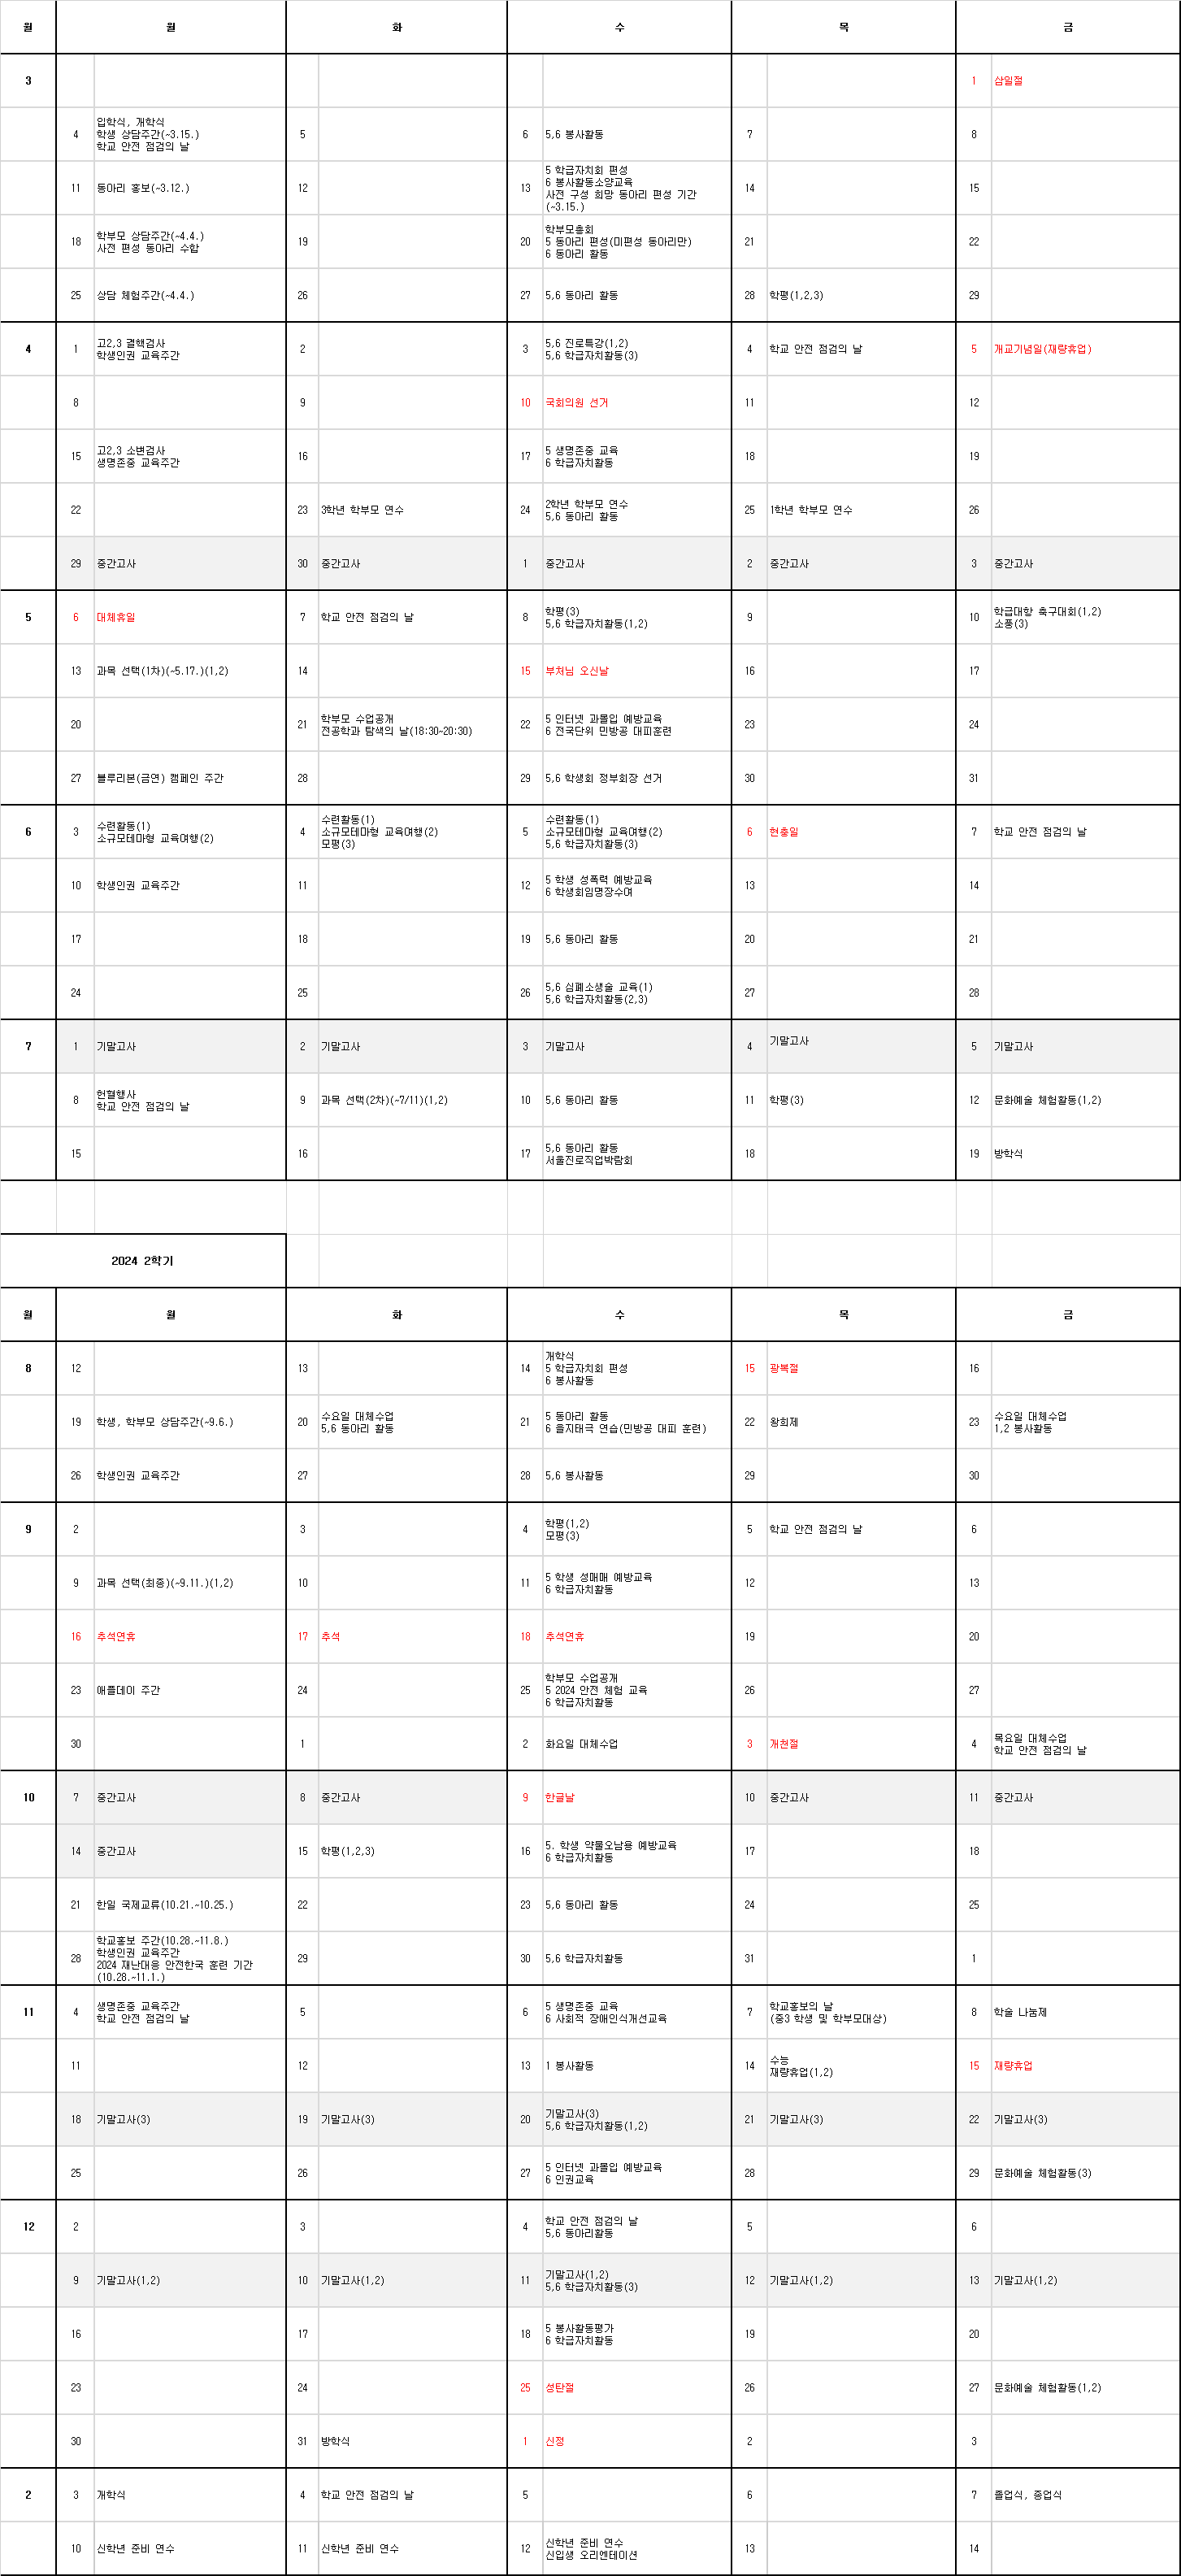 월 월 화 수 목 금
3 1 삼일절
4 입학식, 개학식
학생 상담주간(~3.15.)
학교 안전 점검의 날
5
6 5,6 봉사활동
7
8
11 동아리 홍보(~3.12.)
12
13 5 학급자치회 편성
6 봉사활동소양교육
사전 구성 희망 동아리 편성 기간
(~3.15.)
14
15
18 학부모 상담주간(~4.4.)
사전 편성 동아리 수합
19
20 학부모총회
5 동아리 편성(미편성 동아리만)
6 동아리 활동
21
22
25 상담 체험주간(~4.4.)
26
27 5,6 동아리 활동
28 학평(1,2,3)
29
4 1 고2,3 결핵검사
학생인권 교육주간
2
3 5,6 진로특강(1,2)
5,6 학급자치활동(3)
4 학교 안전 점검의 날
5 개교기념일(재량휴업)
8
9
10 국회의원 선거
11
12
15 고2,3 소변검사
생명존중 교육주간
16
17 5 생명존중 교육
6 학급자치활동
18
19
22
23 3학년 학부모 연수
24 2학년 학부모 연수
5,6 동아리 활동
25 1학년 학부모 연수
26
29 중간고사
30 중간고사
1 중간고사
2 중간고사
3 중간고사
5 6 대체휴일
7 학교 안전 점검의 날
8 학평(3)
5,6 학급자치활동(1,2)
9
10 학급대항 축구대회(1,2)
소풍(3)
13 과목 선택(1차)(~5.17.)(1,2)
14
15 부처님 오신날
16
17
20
21 학부모 수업공개
전공학과 탐색의 날(18:30~20:30)
22 5 인터넷 과몰입 예방교육
6 전국단위 민방공 대피훈련
23
24
27 블루리본(금연) 캠페인 주간
28
29 5,6 학생회 정부회장 선거
30
31
6 3 수련활동(1)
소규모테마형 교육여행(2)
4 수련활동(1)
소규모테마형 교육여행(2)
모평(3)
5 수련활동(1)
소규모테마형 교육여행(2)
5,6 학급자치활동(3)
6 현충일
7 학교 안전 점검의 날
10 학생인권 교육주간
11
12 5 학생 성폭력 예방교육
6 학생회임명장수여
13
14
17
18
19 5,6 동아리 활동
20
21
24
25
26 5,6 심폐소생술 교육(1)
5,6 학급자치활동(2,3)
27
28
7 1 기말고사
2 기말고사
3 기말고사
4 기말고사
5 기말고사
8 헌혈행사
학교 안전 점검의 날
9 과목 선택(2차)(~7/11)(1,2)
10 5,6 동아리 활동
11 학평(3)
12 문화예술 체험활동(1,2)
15
16
17 5,6 동아리 활동
서울진로직업박람회
18
19 방학식
2024 2학기
월 월 화 수 목 금
8 12
13
14 개학식
5 학급자치회 편성
6 봉사활동
15 광복절
16
19 학생, 학부모 상담주간(~9.6.)
20 수요일 대체수업
5,6 동아리 활동
21 5 동아리 활동
6 을지태극 연습(민방공 대피 훈련)
22 왕희제
23 수요일 대체수업
1,2 봉사활동
26 학생인권 교육주간
27
28 5,6 봉사활동
29
30
9 2
3
4 학평(1,2)
모평(3)
5 학교 안전 점검의 날
6
9 과목 선택(최종)(~9.11.)(1,2)
10
11 5 학생 성매매 예방교육
6 학급자치활동
12
13
16 추석연휴
17 추석
18 추석연휴
19
20
23 애플데이 주간
24
25 학부모 수업공개
5 2024 안전 체험 교육
6 학급자치활동
26
27
30
1
2 화요일 대체수업
3 개천절
4 목요일 대체수업
학교 안전 점검의 날
10 7 중간고사
8 중간고사
9 한글날
10 중간고사
11 중간고사
14 중간고사
15 학평(1,2,3)
16 5. 학생 약물오남용 예방교육
6 학급자치활동
17
18
21 한일 국제교류(10.21.~10.25.)
22
23 5,6 동아리 활동
24
25
28 학교홍보 주간(10.28.~11.8.)
학생인권 교육주간
2024 재난대응 안전한국 훈련 기간
(10.28.~11.1.)
29
30 5,6 학급자치활동
31
1
11 4 생명존중 교육주간
학교 안전 점검의 날
5
6 5 생명존중 교육
6 사회적 장애인식개선교육
7 학교홍보의 날
(중3 학생 및 학부모대상)
8 학술 나눔제
11
12
13 1 봉사활동
14 수능
재량휴업(1,2)
15 재량휴업
18 기말고사(3)
19 기말고사(3)
20 기말고사(3)
5,6 학급자치활동(1,2)
21 기말고사(3)
22 기말고사(3)
25
26
27 5 인터넷 과몰입 예방교육
6 인권교육
28
29 문화예술 체험활동(3)
12 2
3
4 학교 안전 점검의 날
5,6 동아리활동
5
6
9 기말고사(1,2)
10 기말고사(1,2)
11 기말고사(1,2)
5,6 학급자치활동(3)
12 기말고사(1,2)
13 기말고사(1,2)
16
17
18 5 봉사활동평가
6 학급자치활동
19
20
23
24
25 성탄절
26
27 문화예술 체험활동(1,2)
30
31 방학식
1 신정
2
3
2 3 개학식
4 학교 안전 점검의 날
5
6
7 졸업식, 종업식
10 신학년 준비 연수
11 신학년 준비 연수
12 신학년 준비 연수
신입생 오리엔테이션
13
14